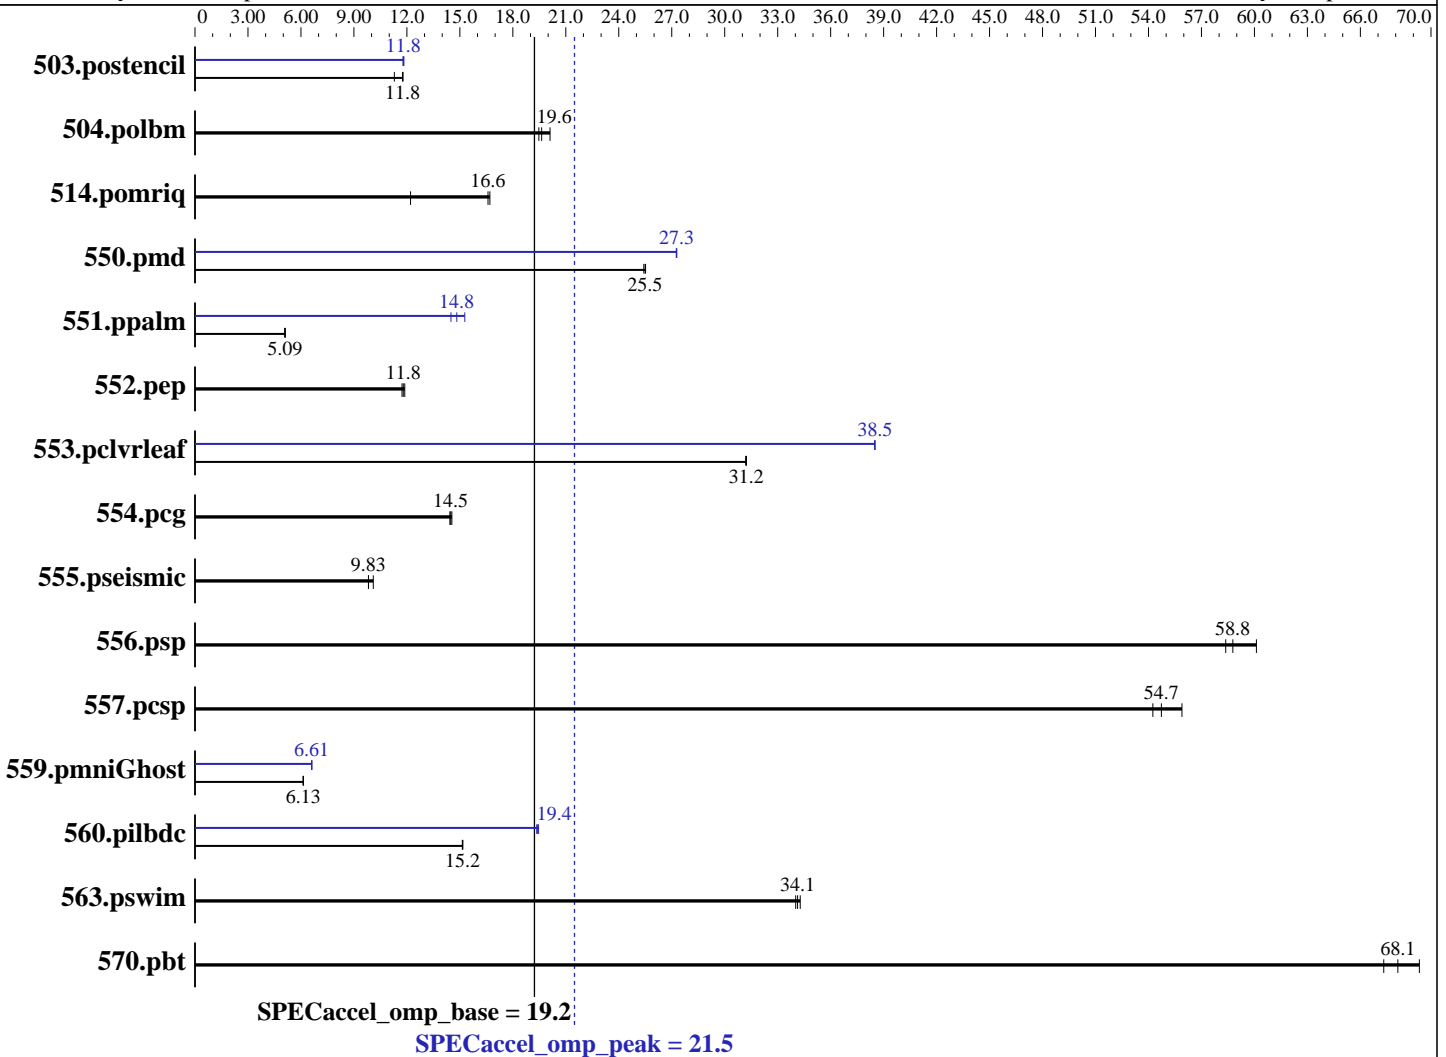 0 3.00 6.00 9.00 12.0 15.0 18.0 21.0 24.0 27.0 30.0 33.0 36.0 39.0 42.0 45.0 48.0 51.0 54.0 57.0 60.0 63.0 66.0 70.0
11.8
503.postencil
11.8
19.6
504.polbm
16.6
514.pomriq
27.3
550.pmd
25.5
14.8
551.ppalm
5.09
11.8
552.pep
38.5
553.pclvrleaf
31.2
14.5
554.pcg
9.83
555.pseismic
58.8
556.psp
54.7
557.pcsp
6.61
559.pmniGhost
6.13
19.4
560.pilbdc
15.2
34.1
563.pswim
68.1
570.pbt
SPECaccel_omp_base = 19.2
SPECaccel_omp_peak = 21.5